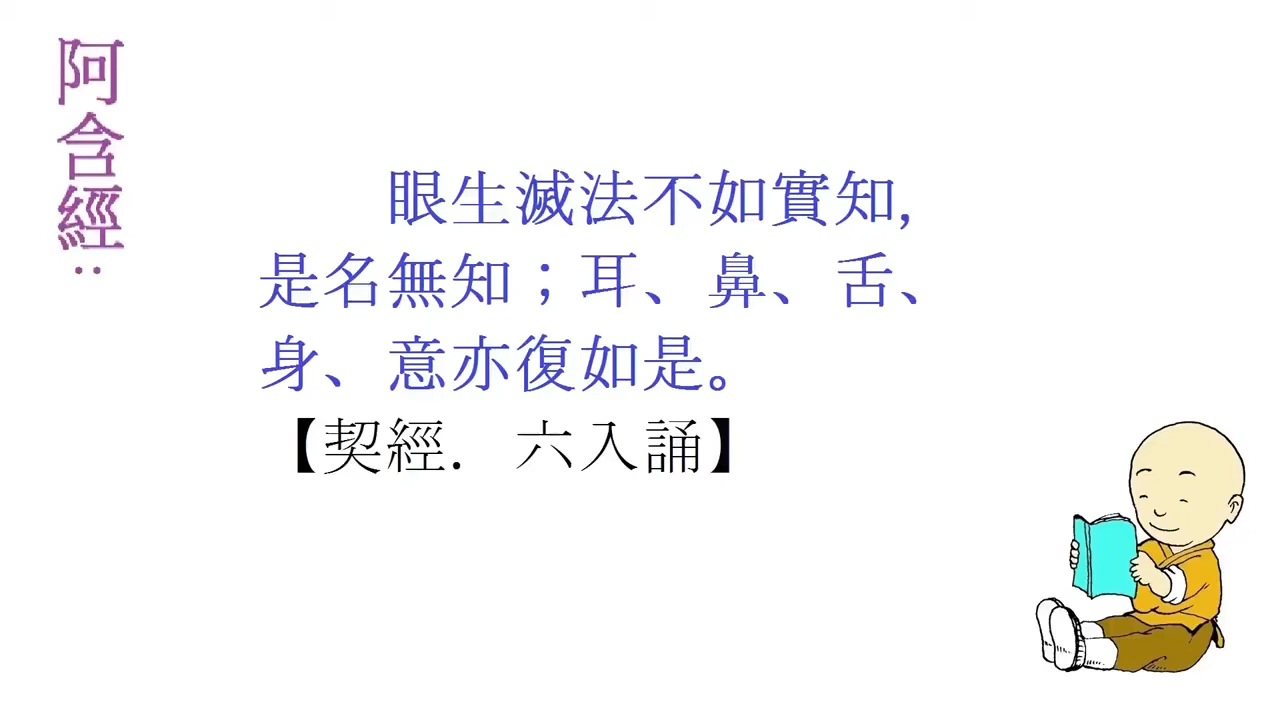 阿含經:
眼生滅法不如實知,
是名無知；耳、鼻、舌、
身、意亦復如是。
【契經. 六入誦】